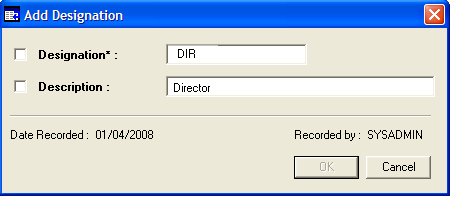 Add Designation
Designation* : DIR
Description : Director
Date Recorded : 01/04/2008 Recorded by : SYSADMIN
OK Cancel